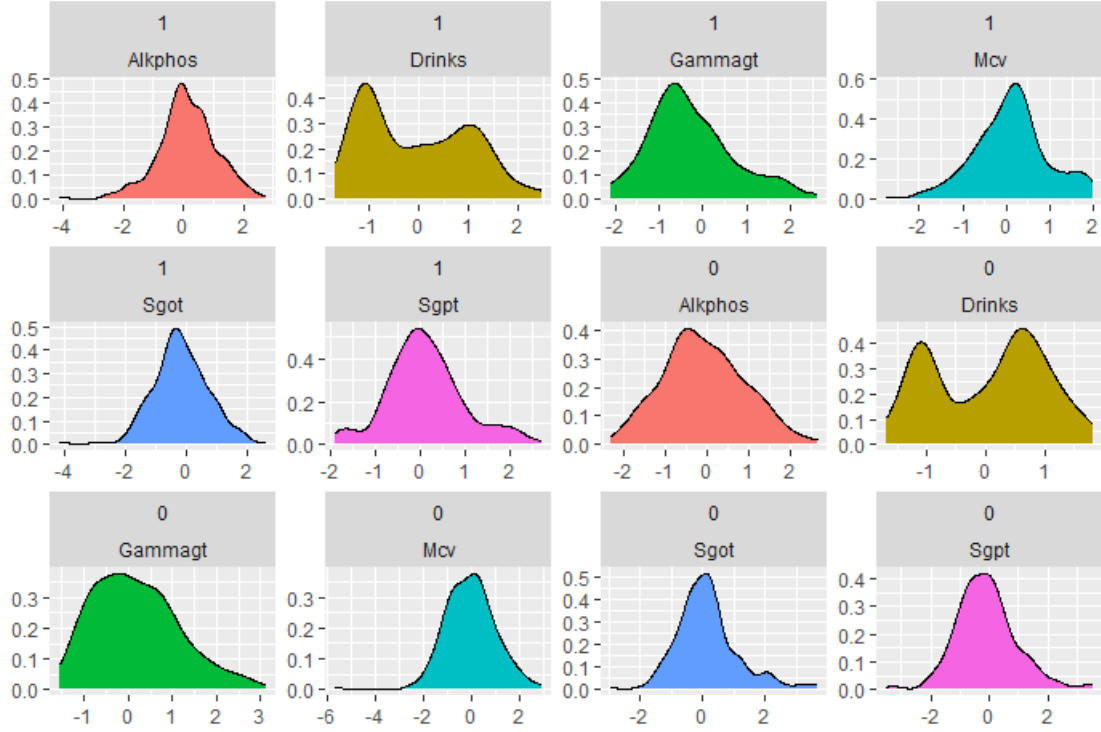 1 1 1 1
Alkphos Drinks Gammagt Mcv
0.5 0.4 0.3 0.2 0.1 0.0
-4 -2 0 2
0.4 0.3 0.2 0.1 0.0
-1 0 1 2
0.5 0.4 0.3 0.2 0.1 0.0
-2 -1 0 1 2
0.6 0.4 0.2 0.0
-2 -1 0 1 2
1 1 0 0
Sgot Sgpt Alkphos Drinks
0.5 0.4 0.3 0.2 0.1 0.0
-4 -2 0 2
0.4 0.2 0.0
-2 -1 0 1 2
0.4 0.3 0.2 0.1 0.0
-2 -1 0 1 2
0.4 0.3 0.2 0.1 0.0
-1 0 1
0 0 0 0
Gammagt Mcv Sgot Sgpt
0.3 0.2 0.1 0.0
-1 0 1 2 3
0.3 0.2 0.1 0.0
-6 -4 -2 0 2
0.5 0.4 0.3 0.2 0.1 0.0
-2 0 2
0.4 0.3 0.2 0.1 0.0
-2 0 2